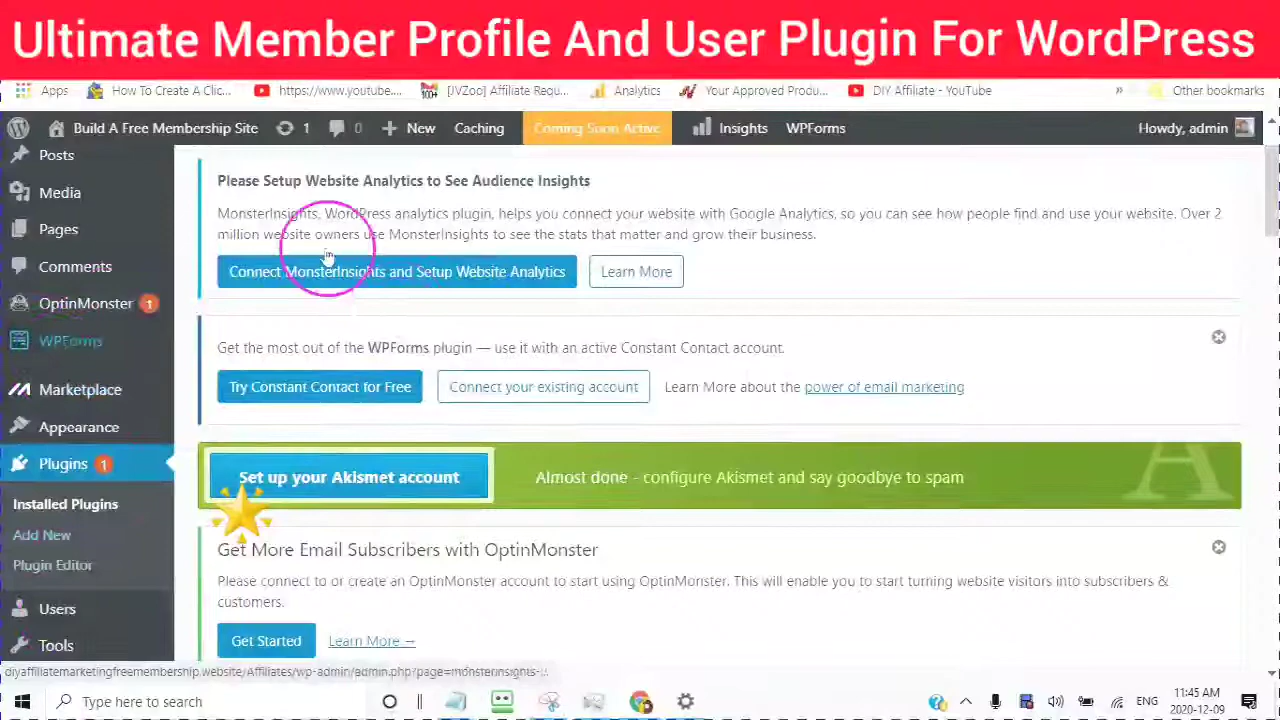 Ultimate Member Profile And User Plugin For WordPress
Apps How To Create A Clic... https://www.youtube.... [JVZoo] Affiliate Requ... Analytics Your Approved Produ... DIY Affiliate - YouTube » Other bookmarks
Build A Free Membership Site 1 0 New Caching Coming Soon Active Insights WPForms Howdy, admin
Posts
Media
Pages
Comments
OptinMonster 1
WPForms
Marketplace
Appearance
Plugins 1
Installed Plugins
Add New
Plugin Editor
Users
Tools
Please Setup Website Analytics to See Audience Insights
MonsterInsights, WordPress analytics plugin, helps you connect your website with Google Analytics, so you can see how people find and use your website. Over 2
million website owners use MonsterInsights to see the stats that matter and grow their business.
Connect MonsterInsights and Setup Website Analytics Learn More
Get the most out of the WPForms plugin — use it with an active Constant Contact account.
Try Constant Contact for Free Connect your existing account Learn More about the power of email marketing
Set up your Akismet account Almost done - configure Akismet and say goodbye to spam
A
Get More Email Subscribers with OptinMonster
Please connect to or create an OptinMonster account to start using OptinMonster. This will enable you to start turning website visitors into subscribers &
customers.
Get Started Learn More →
diyaffiliatemarketingfreemembership.website/Affiliates/wp-admin/admin.php?page=monsterinsights-...
Type here to search
ENG
11:45 AM
2020-12-09